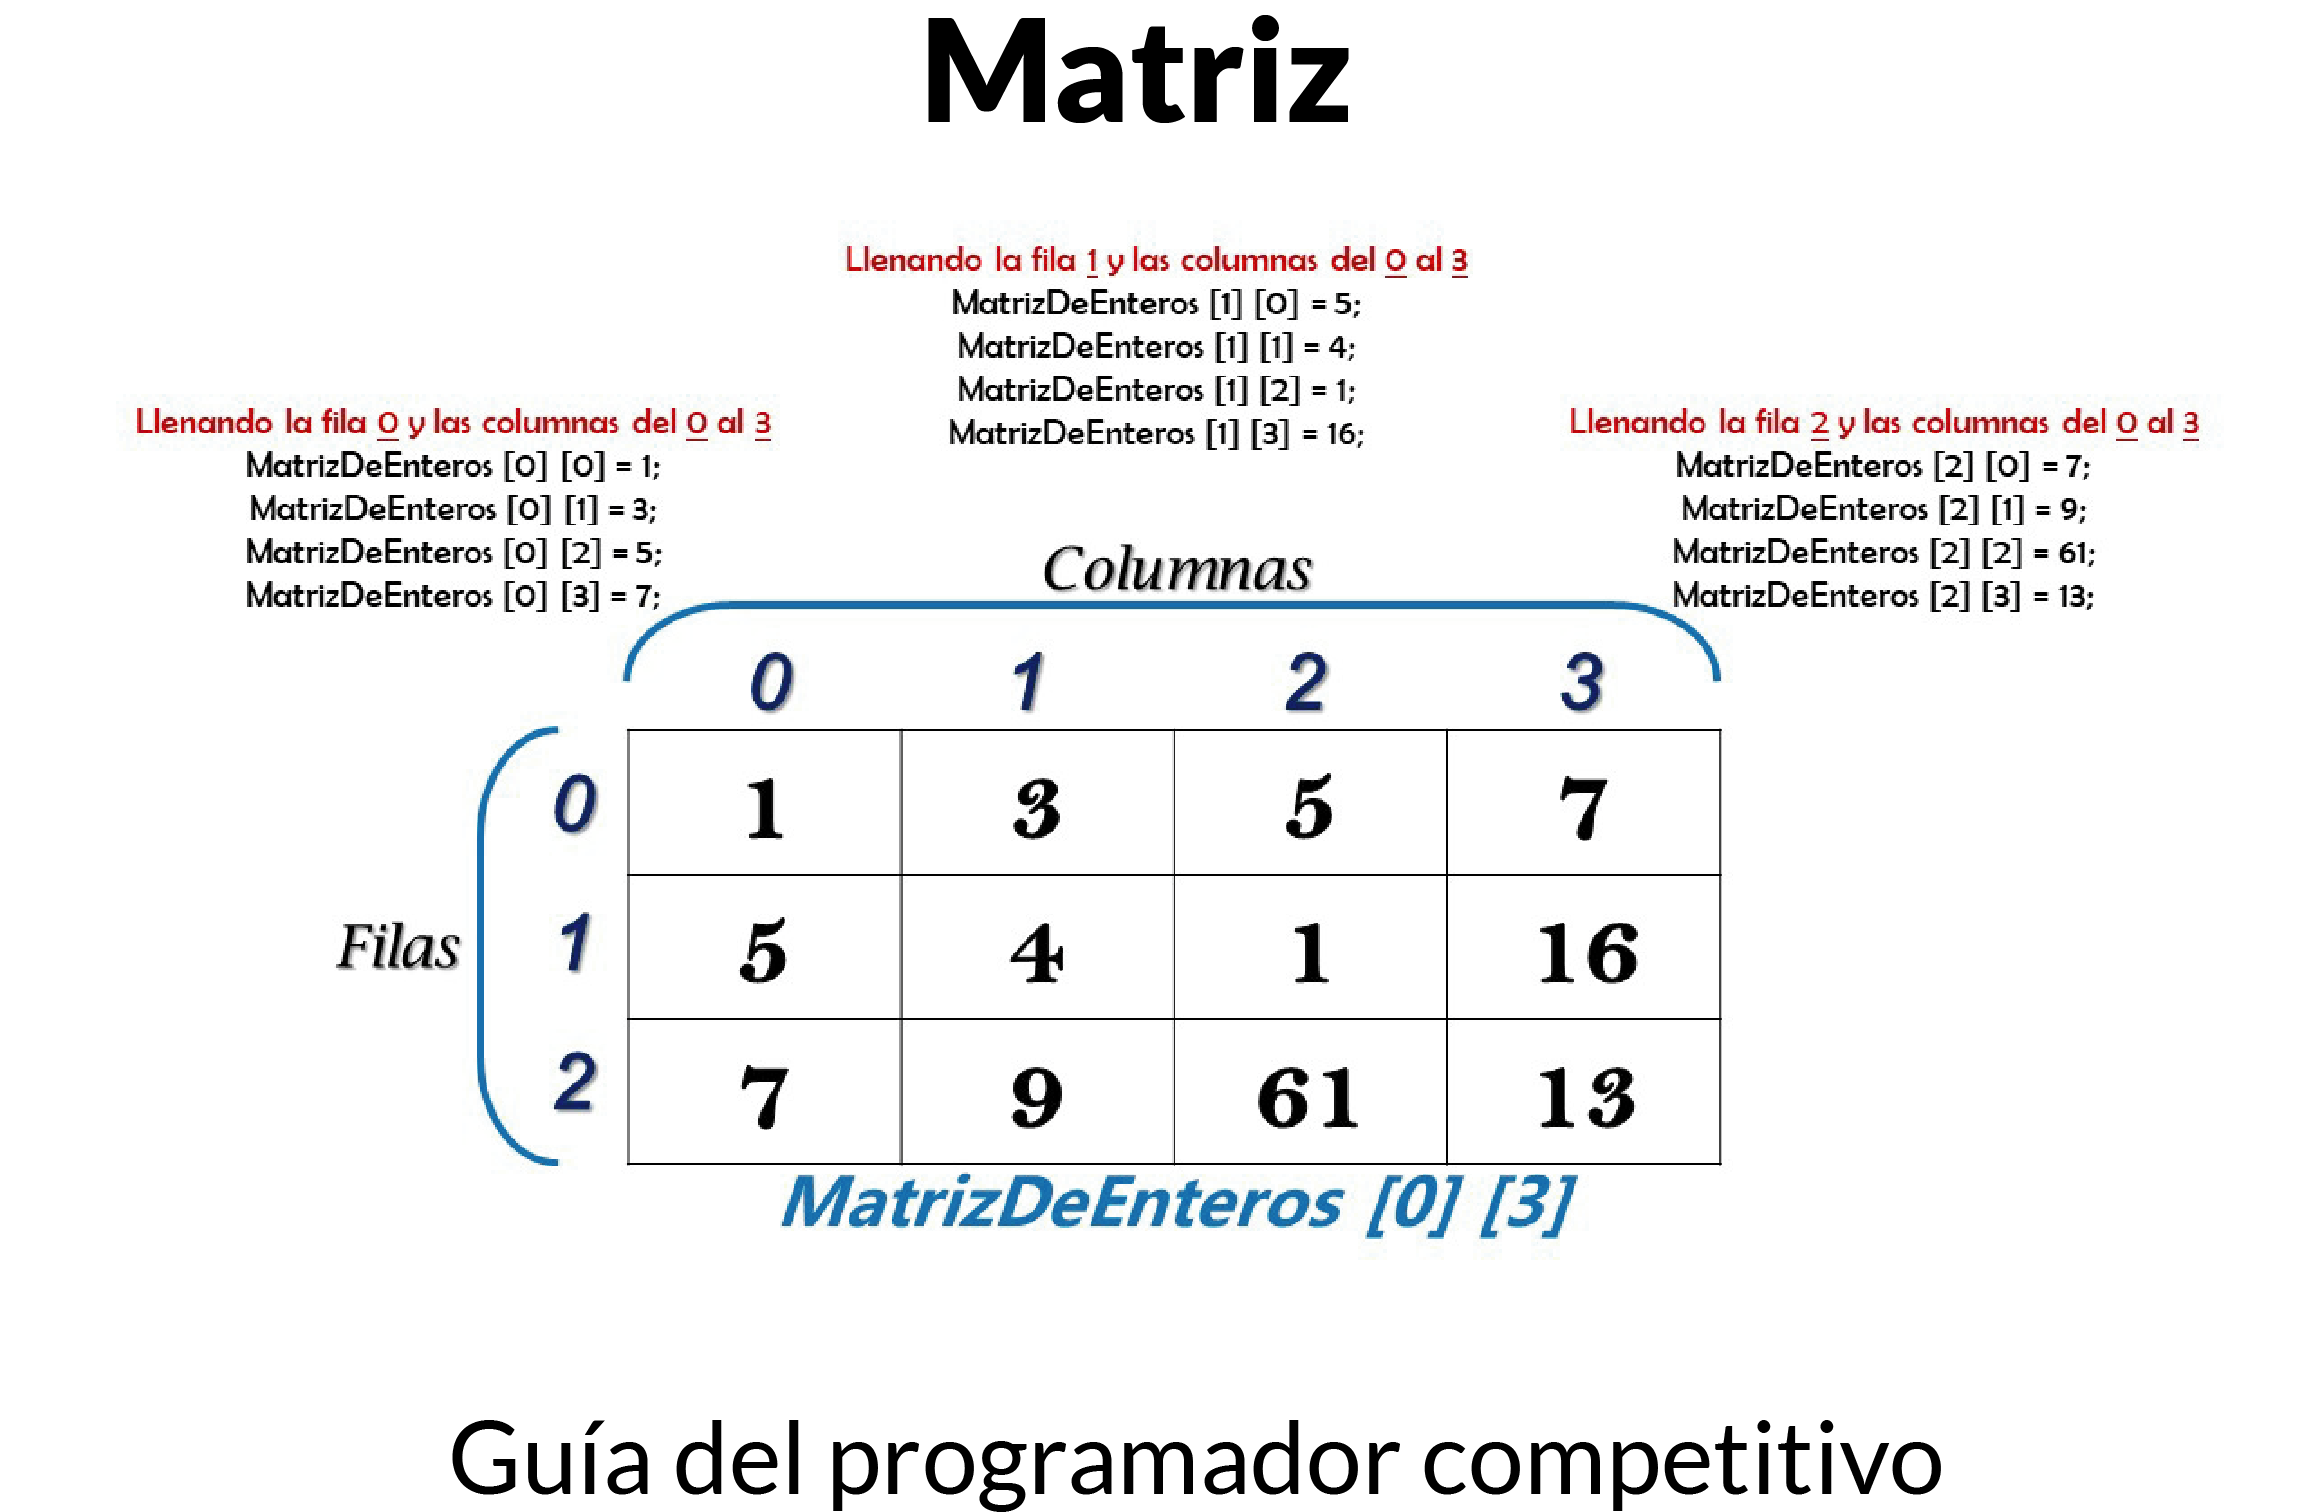 Matriz
Llenando la fila 1 y las columnas del 0 al 3
MatrizDeEnteros [1] [0] = 5;
MatrizDeEnteros [1] [1] = 4;
MatrizDeEnteros [1] [2] = 1;
MatrizDeEnteros [1] [3] = 16;
Llenando la fila 0 y las columnas del 0 al 3
MatrizDeEnteros [0] [0] = 1;
MatrizDeEnteros [0] [1] = 3;
MatrizDeEnteros [0] [2] = 5;
MatrizDeEnteros [0] [3] = 7;
Llenando la fila 2 y las columnas del 0 al 3
MatrizDeEnteros [2] [0] = 7;
MatrizDeEnteros [2] [1] = 9;
MatrizDeEnteros [2] [2] = 61;
MatrizDeEnteros [2] [3] = 13;
Columnas
0 1 2 3
Filas
0 1 3 5 7
1 5 4 1 16
2 7 9 61 13
MatrizDeEnteros [0] [3]
Guía del programador competitivo